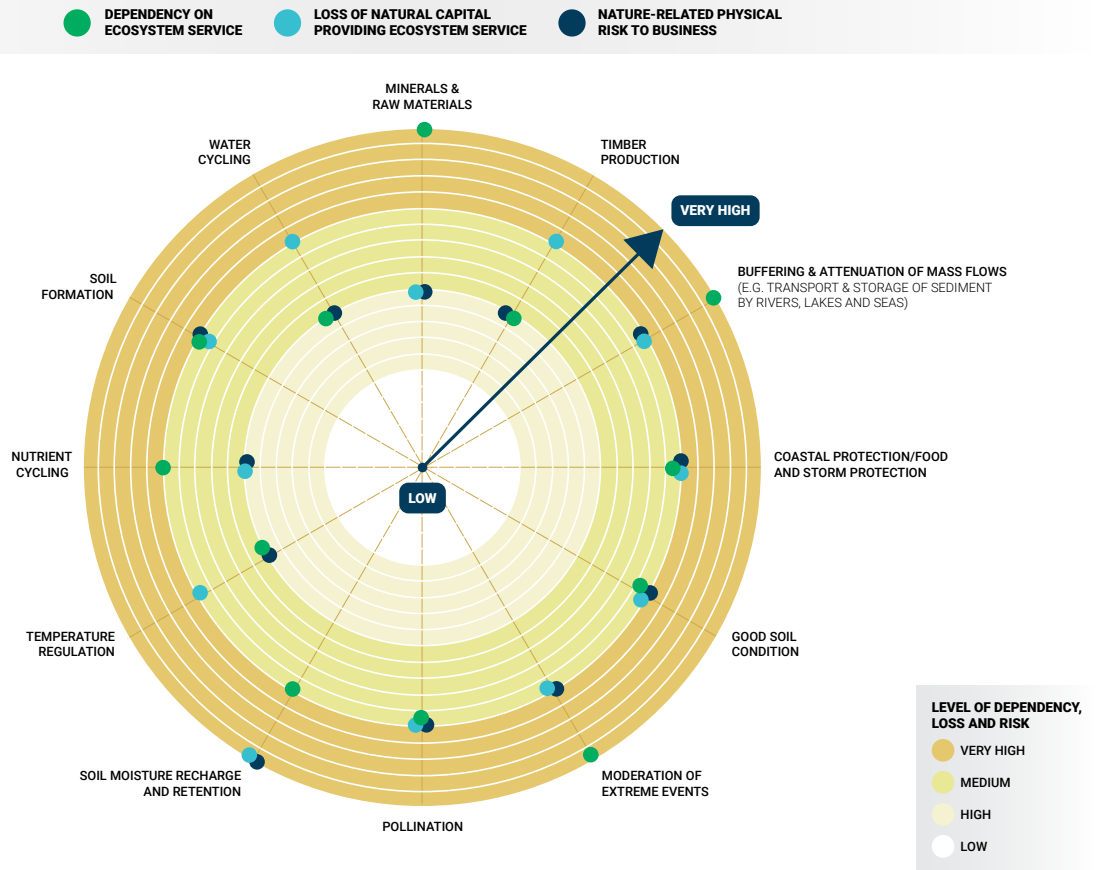 DEPENDENCY ON
ECOSYSTEM SERVICE
LOSS OF NATURAL CAPITAL
PROVIDING ECOSYSTEM SERVICE
NATURE-RELATED PHYSICAL
RISK TO BUSINESS
MINERALS &
RAW MATERIALS
WATER
CYCLING
TIMBER
PRODUCTION
VERY HIGH
BUFFERING & ATTENUATION OF MASS FLOWS
(E.G. TRANSPORT & STORAGE OF SEDIMENT
BY RIVERS, LAKES AND SEAS)
SOIL
FORMATION
NUTRIENT
CYCLING
COASTAL PROTECTION/FOOD
AND STORM PROTECTION
LOW
TEMPERATURE
REGULATION
GOOD SOIL
CONDITION
SOIL MOISTURE RECHARGE
AND RETENTION
MODERATION OF
EXTREME EVENTS
POLLINATION
LEVEL OF DEPENDENCY,
LOSS AND RISK
VERY HIGH
MEDIUM
HIGH
LOW